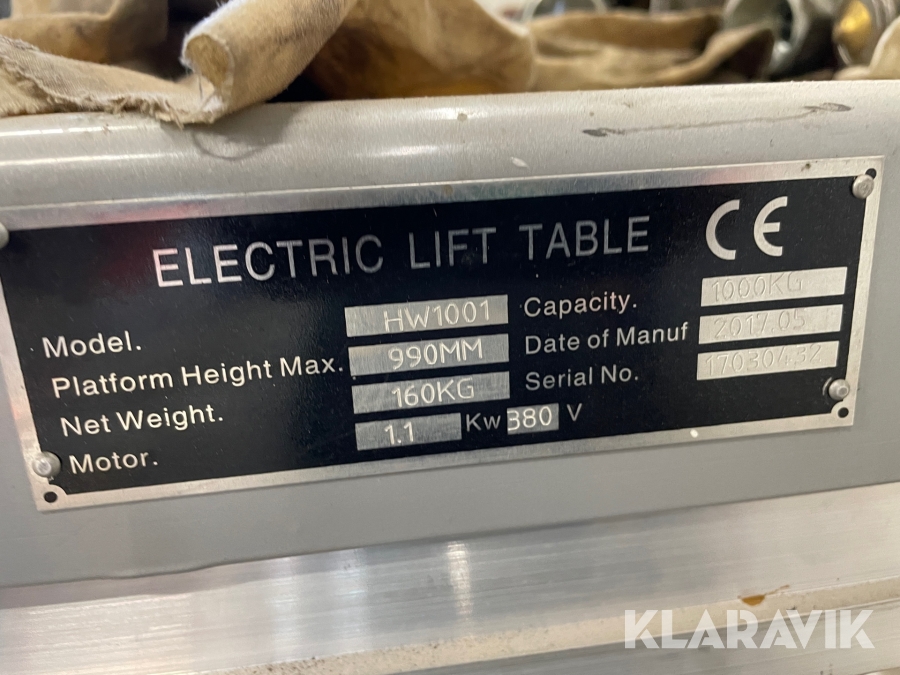 ELECTRIC LIFT TABLE CE
Model. HW1001 Capacity. 1000KG
Platform Height Max. 990MM Date of Manuf 2017.05
Net Weight. 160KG Serial No. 17030432
Motor. 1.1 Kw 380 V
KLARAVIK